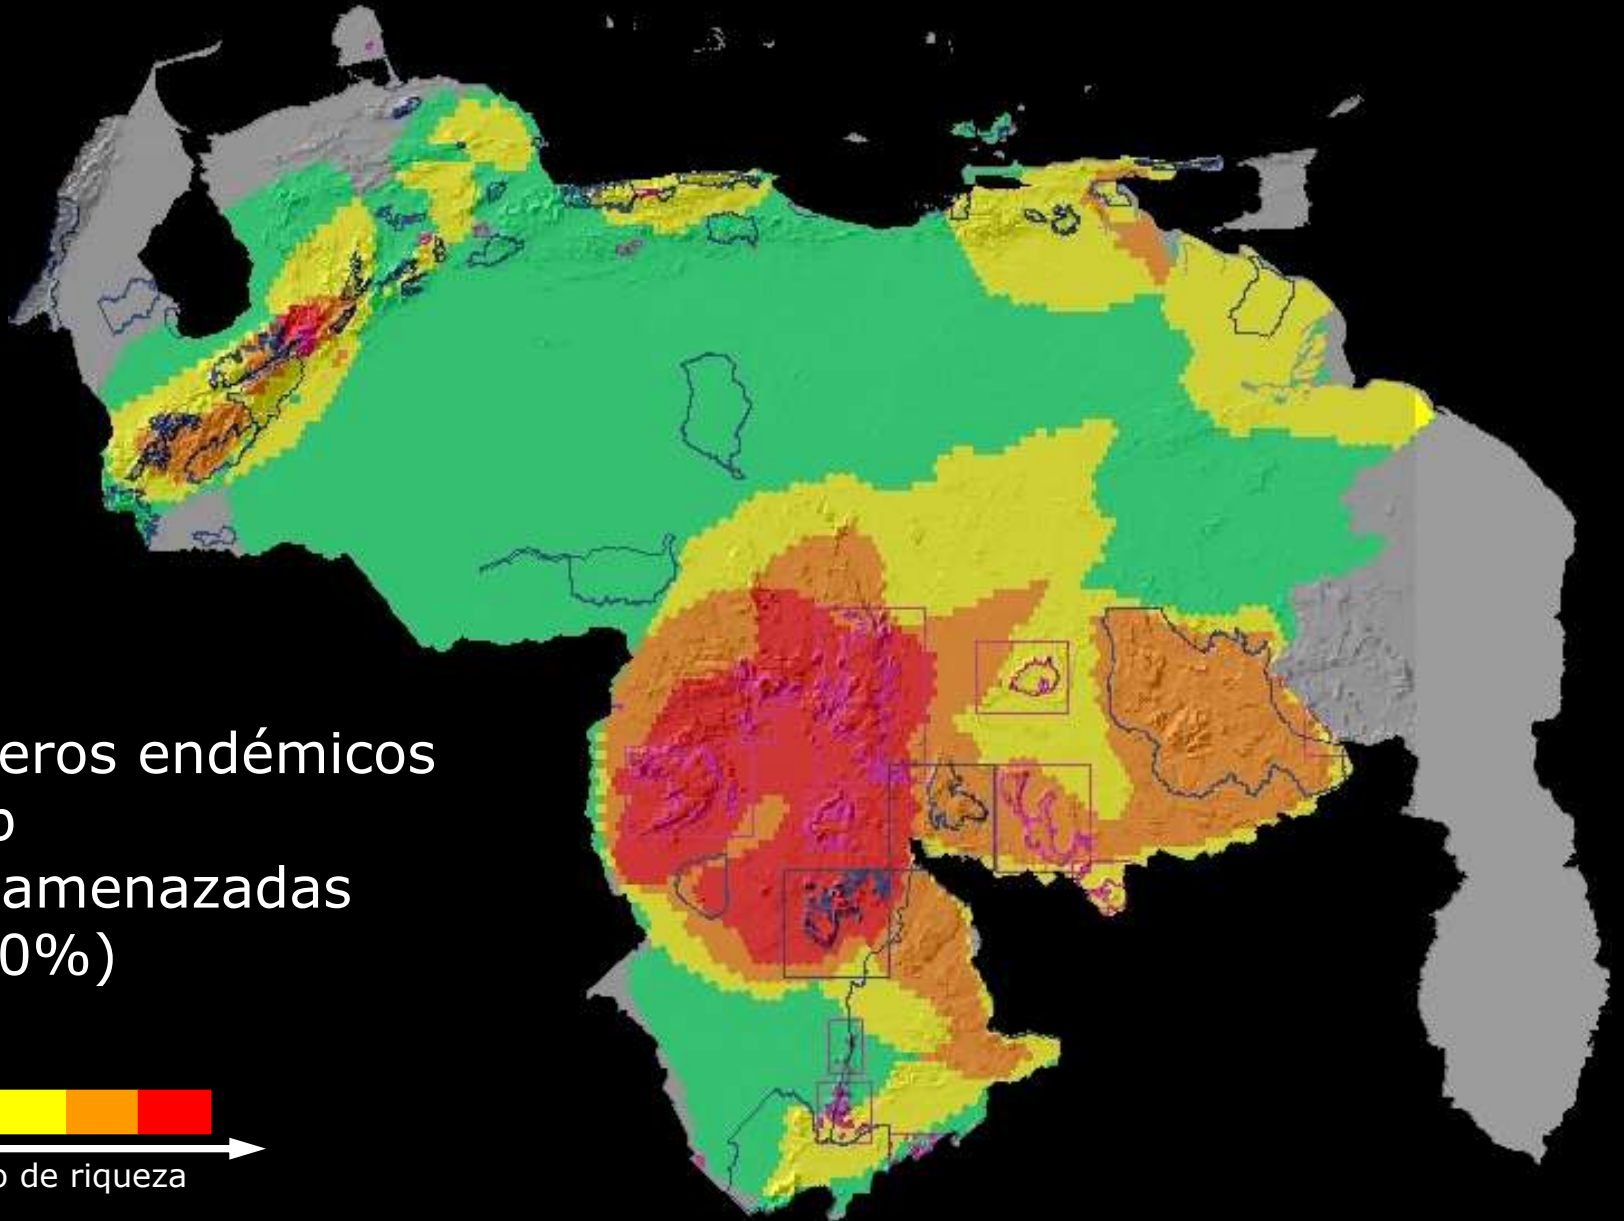 eros endémicos
o
amenazadas
0%)
o de riqueza